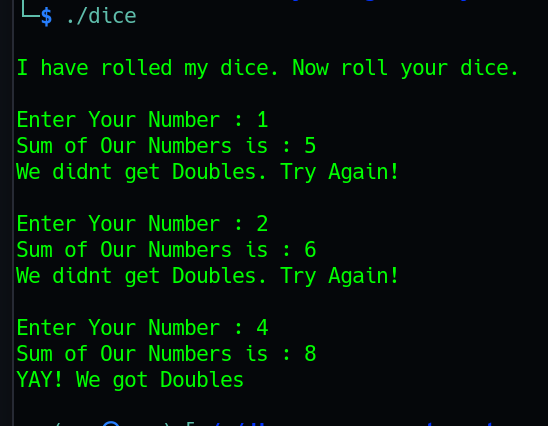 $ ./dice
I have rolled my dice. Now roll your dice.
Enter Your Number : 1
Sum of Our Numbers is : 5
We didnt get Doubles. Try Again!
Enter Your Number : 2
Sum of Our Numbers is : 6
We didnt get Doubles. Try Again!
Enter Your Number : 4
Sum of Our Numbers is : 8
YAY! We got Doubles